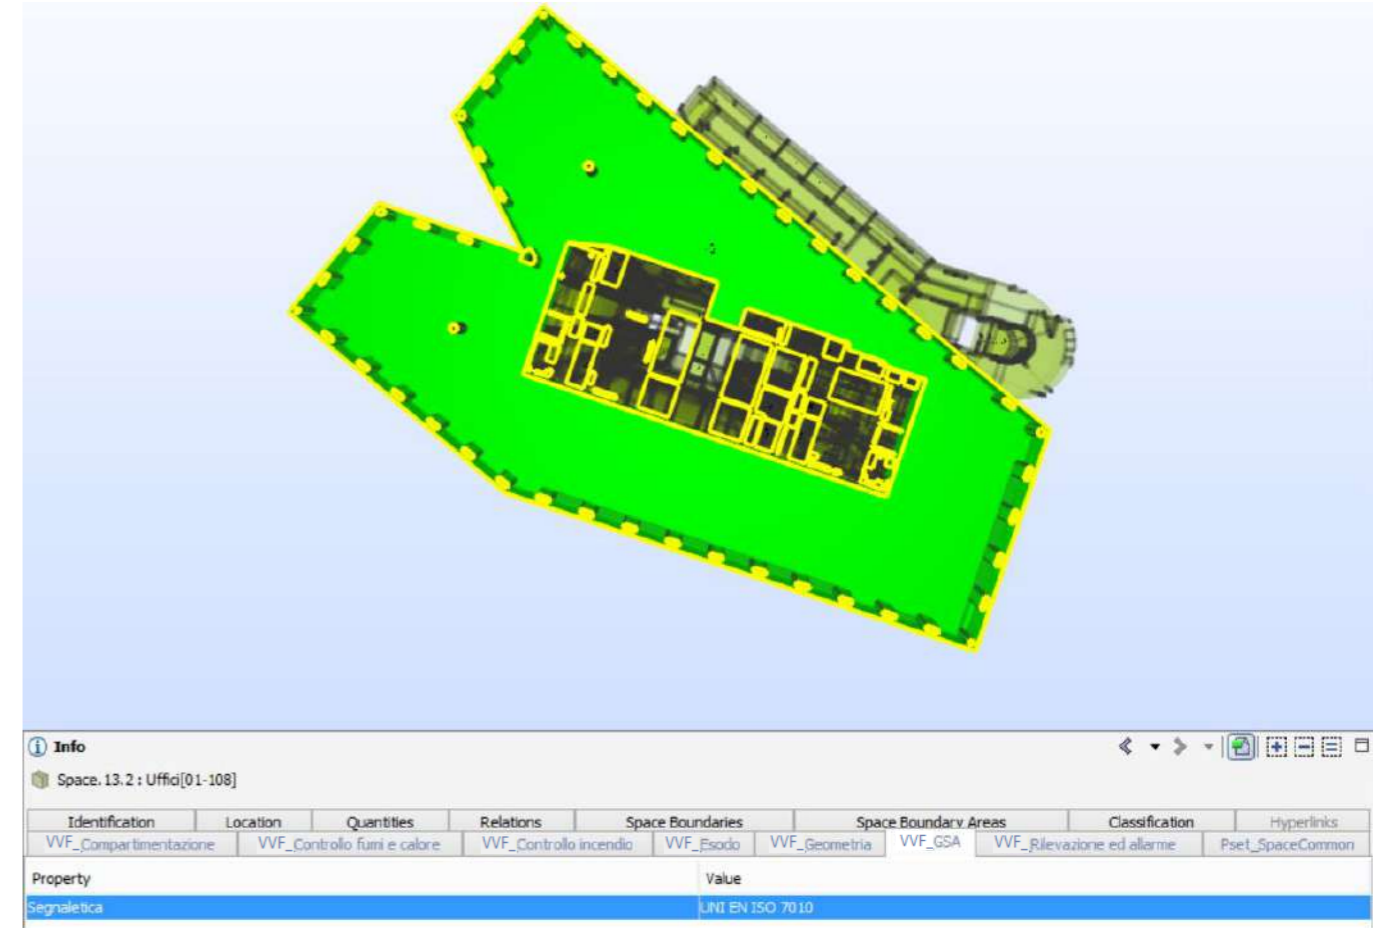 Info
Space.13.2 : Uffici[01-108]
Identification Location Quantities Relations Space Boundaries Space Boundary Areas Classification Hyperlinks
VVF_Compartimentazione VVF_Controllo fumi e calore VVF_Controllo incendio VVF_Esodo VVF_Geometria VVF_GSA VVF_Rilevazione ed allarme Pset_SpaceCommon
Property Value
Segnaletica UNI EN ISO 7010